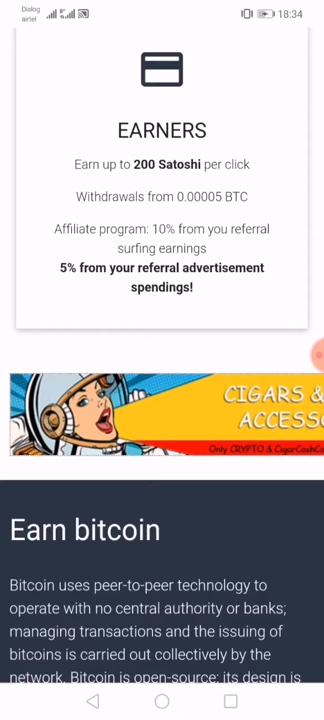 Dialog
airtel
18:34
EARNERS
Earn up to 200 Satoshi per click
Withdrawals from 0.00005 BTC
Affiliate program: 10% from you referral
surfing earnings
5% from your referral advertisement
spendings!
CIGARS &
ACCESSO
Only CRYPTO & CigarCashCo
Earn bitcoin
Bitcoin uses peer-to-peer technology to
operate with no central authority or banks;
managing transactions and the issuing of
bitcoins is carried out collectively by the
network. Bitcoin is open-source; its design is